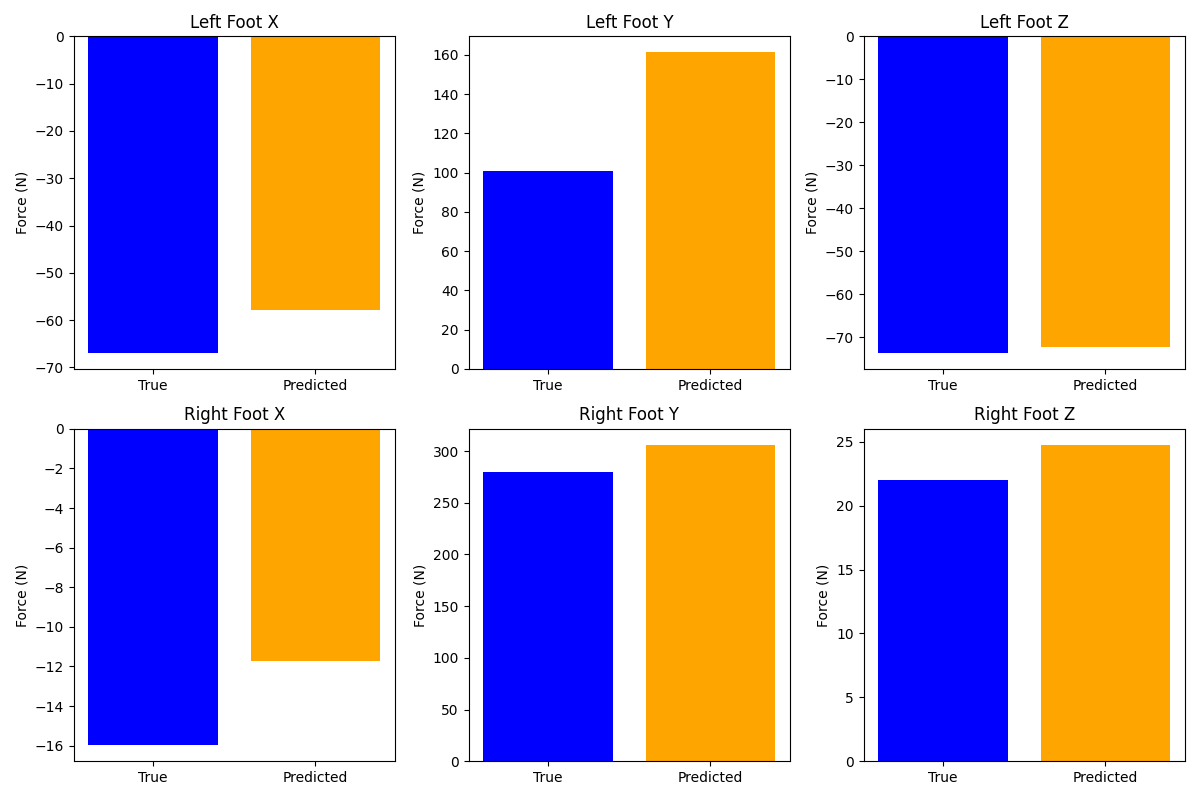 Left Foot X
Force (N)
0
−10
−20
−30
−40
−50
−60
−70
True Predicted
Left Foot Y
Force (N)
160
140
120
100
80
60
40
20
0
True Predicted
Left Foot Z
Force (N)
0
−10
−20
−30
−40
−50
−60
−70
True Predicted
Right Foot X
Force (N)
0
−2
−4
−6
−8
−10
−12
−14
−16
True Predicted
Right Foot Y
Force (N)
300
250
200
150
100
50
0
True Predicted
Right Foot Z
Force (N)
25
20
15
10
5
0
True Predicted